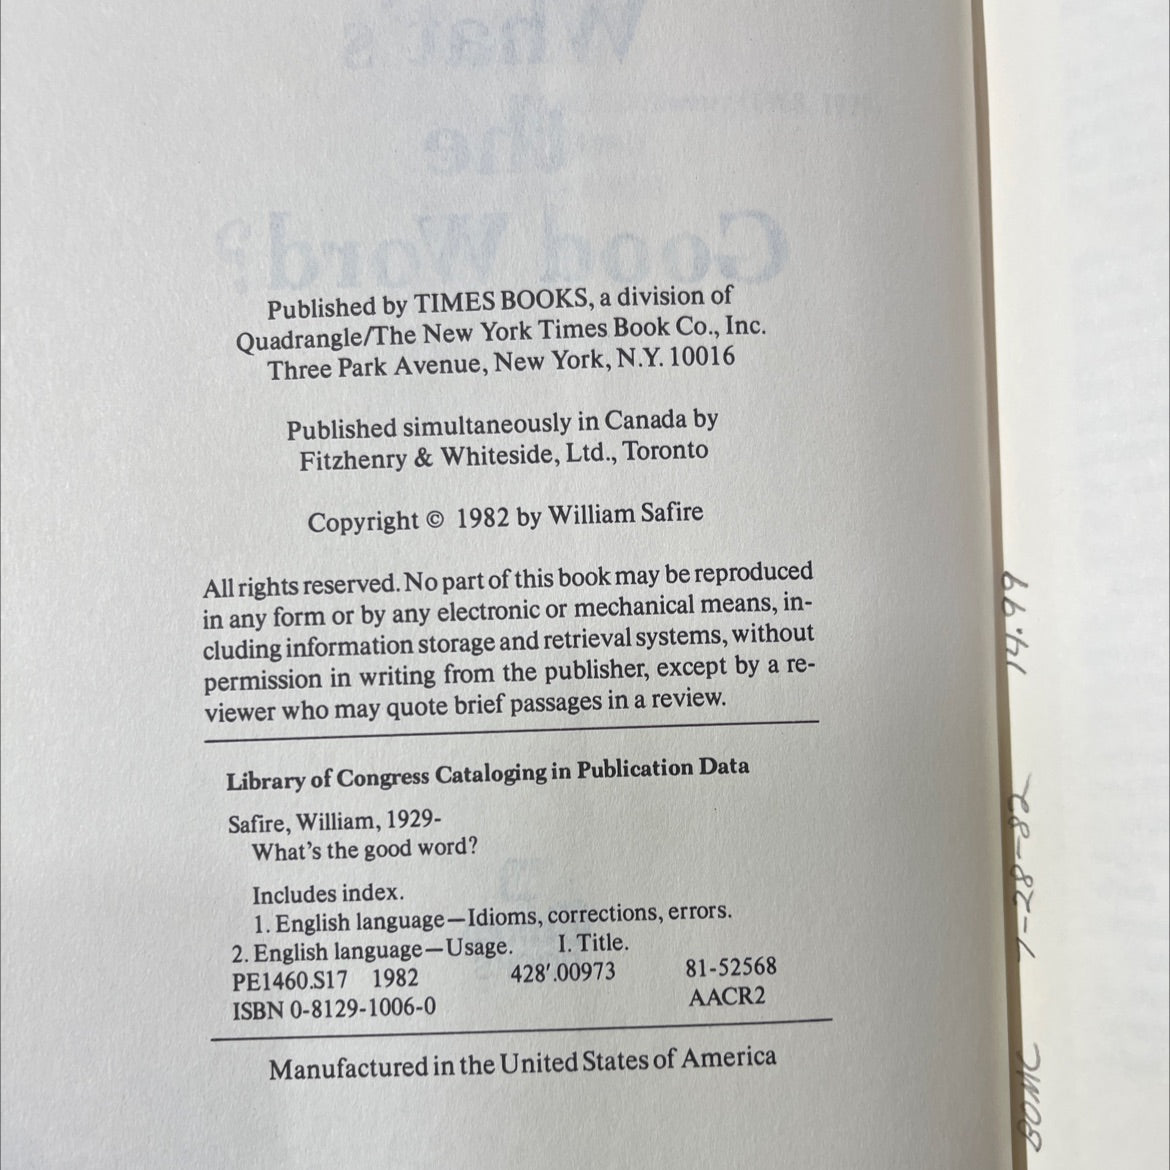 What's
the
Good Word?
Published by TIMES BOOKS, a division of
Quadrangle/The New York Times Book Co., Inc.
Three Park Avenue, New York, N.Y. 10016
Published simultaneously in Canada by
Fitzhenry & Whiteside, Ltd., Toronto
Copyright © 1982 by William Safire
All rights reserved. No part of this book may be reproduced
in any form or by any electronic or mechanical means, in-
cluding information storage and retrieval systems, without
permission in writing from the publisher, except by a re-
viewer who may quote brief passages in a review.
Library of Congress Cataloging in Publication Data
Safire, William, 1929-
What's the good word?
Includes index.
1. English language—Idioms, corrections, errors.
2. English language—Usage. I. Title.
PE1460.S17 1982 428'.00973 81-52568
ISBN 0-8129-1006-0 AACR2
Manufactured in the United States of America
BOMC 7-28-82 14.99